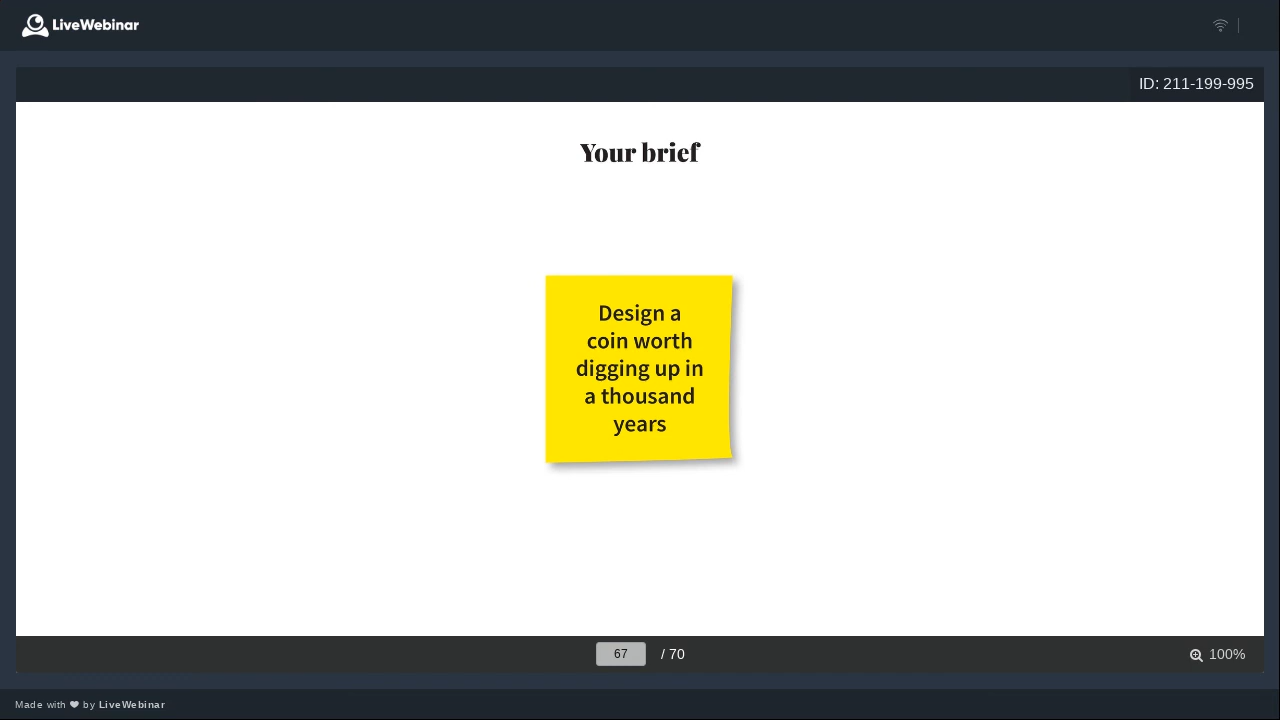 LiveWebinar
ID: 211-199-995
Your brief
Design a
coin worth
digging up in
a thousand
years
67 / 70
100%
Made with ❤ by LiveWebinar